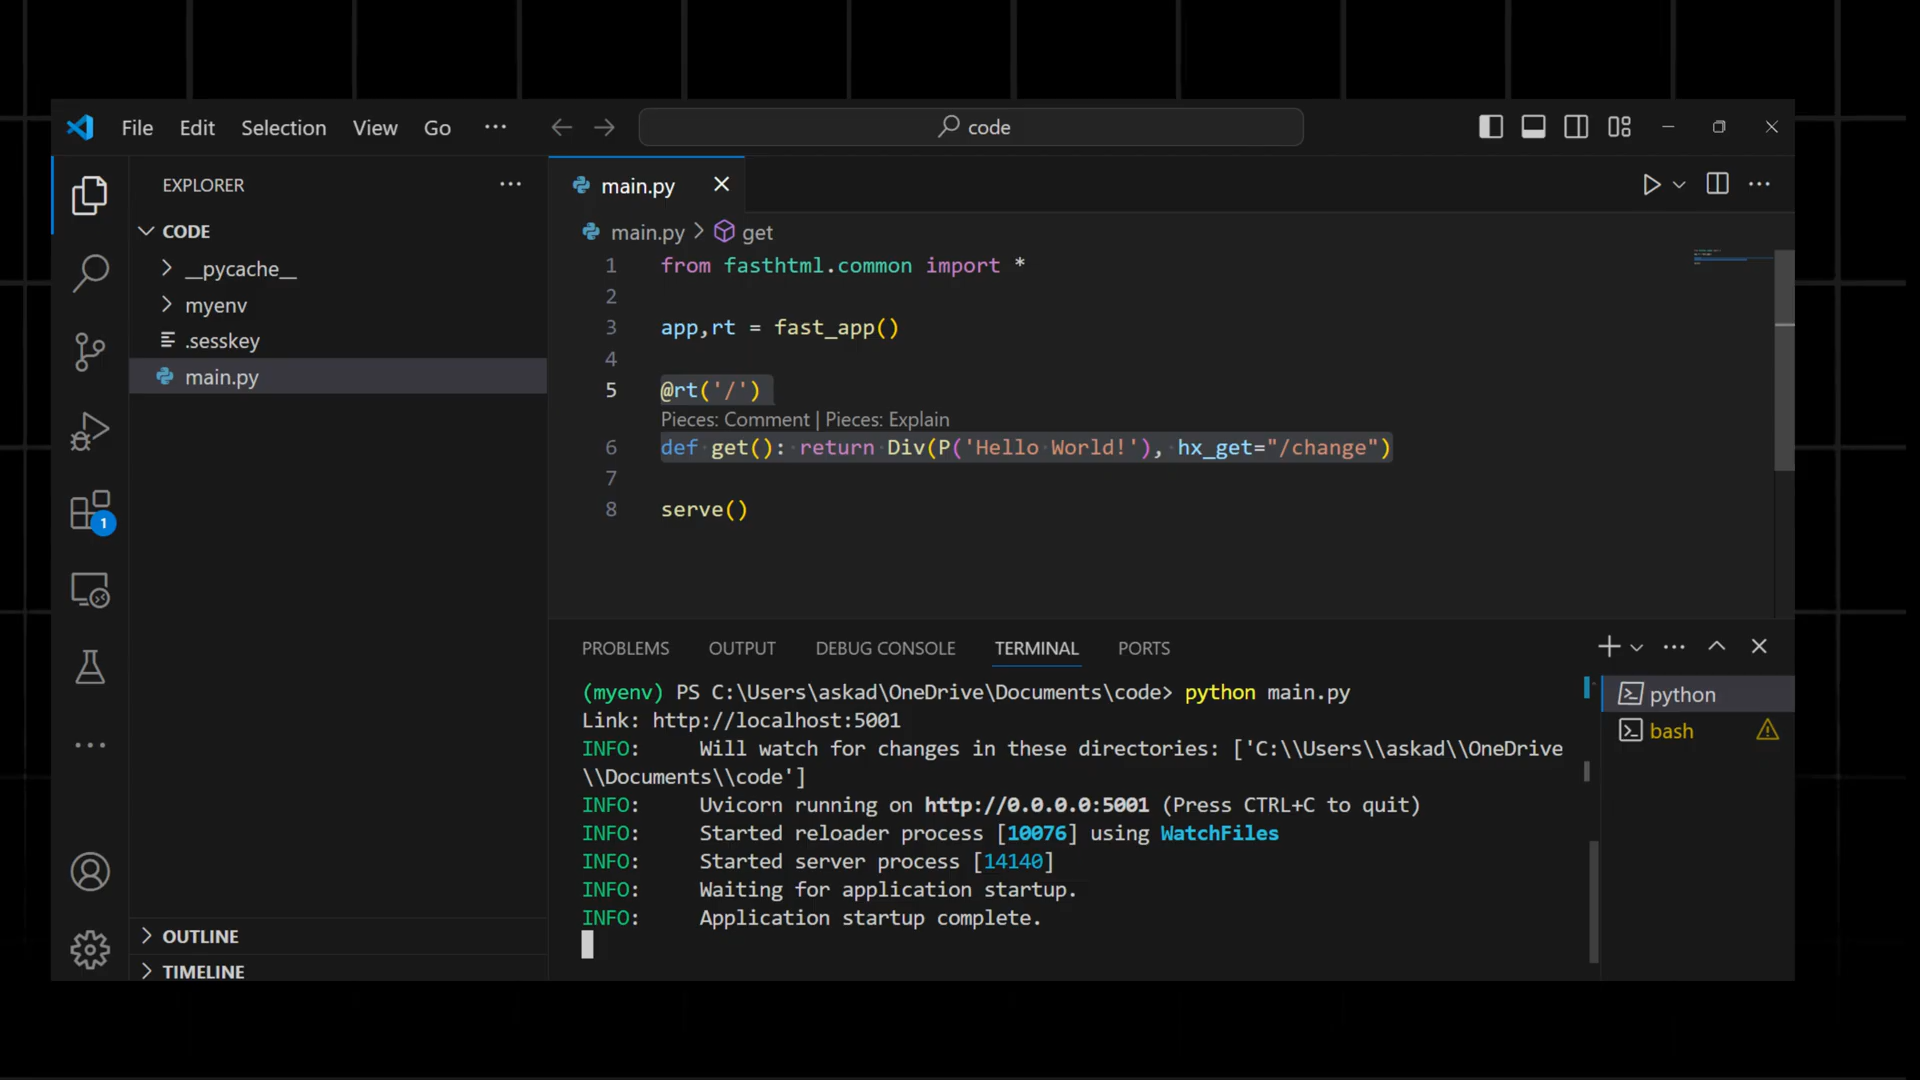 File Edit Selection View Go ··· code
EXPLORER ···
CODE
__pycache__
myenv
.sesskey
main.py
1
OUTLINE
TIMELINE
main.py
main.py > get
1 from fasthtml.common import *
2
3 app,rt = fast_app()
4
5 @rt('/')
Pieces: Comment | Pieces: Explain
6 def get(): return Div(P('Hello World!'), hx_get="/change")
7
8 serve()
PROBLEMS OUTPUT DEBUG CONSOLE TERMINAL PORTS
(myenv) PS C:\Users\askad\OneDrive\Documents\code> python main.py
Link: http://localhost:5001
INFO: Will watch for changes in these directories: ['C:\\Users\\askad\\OneDrive
\\Documents\\code']
INFO: Uvicorn running on http://0.0.0.0:5001 (Press CTRL+C to quit)
INFO: Started reloader process [10076] using WatchFiles
INFO: Started server process [14140]
INFO: Waiting for application startup.
INFO: Application startup complete.
python
bash